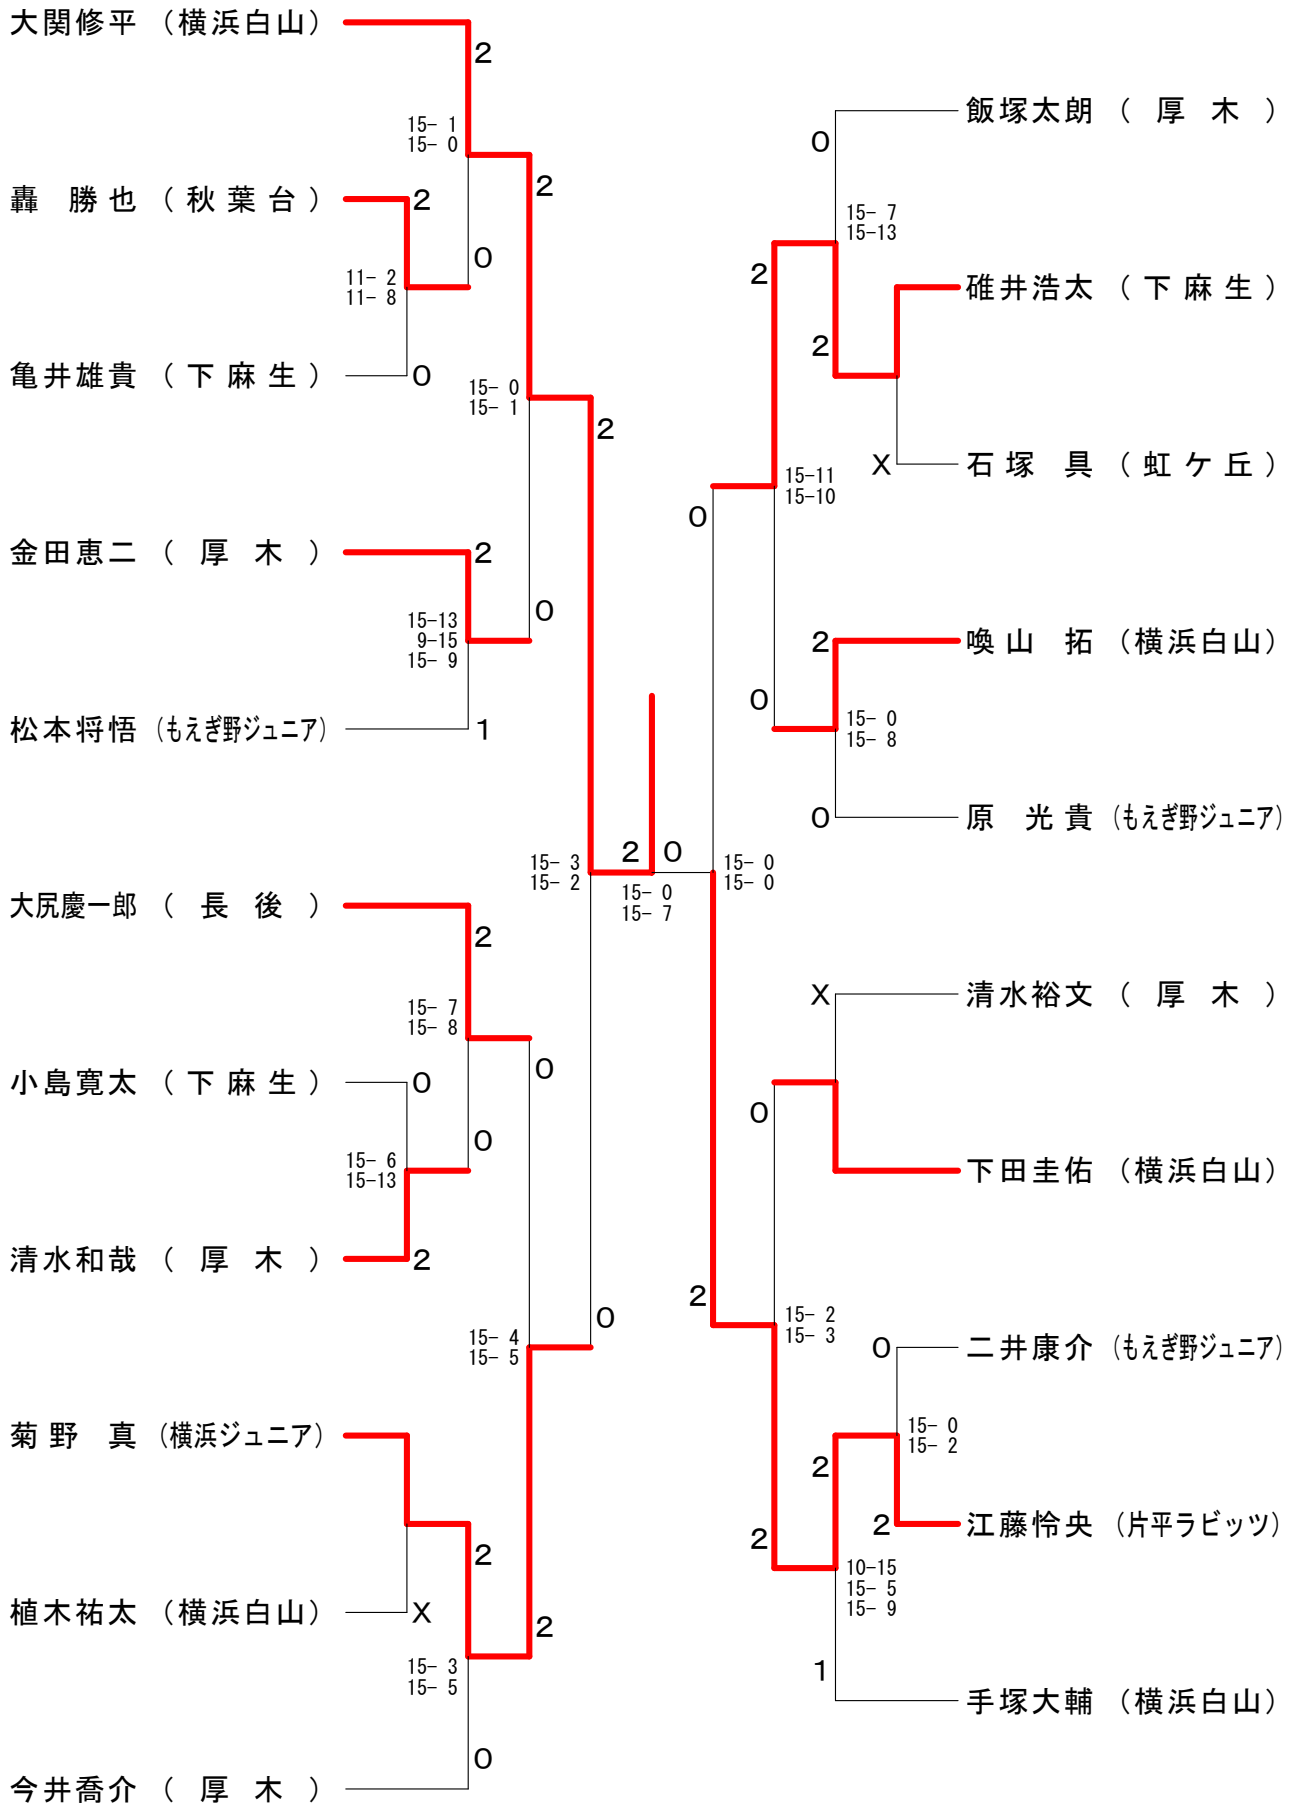 大関修平 （横浜白山）
2
15- 1
15- 0
2
轟　勝也 （秋葉台）
2
11- 2
11- 8
0
亀井雄貴 （下麻生）
0
15- 0
15- 1
2
金田恵二 （厚木）
2
15-13
9-15
15- 9
0
松本将悟 （もえぎ野ジュニア）
1
大尻慶一郎 （長後）
2
15- 7
15- 8
0
小島寛太 （下麻生）
0
15- 6
15-13
0
清水和哉 （厚木）
2
15- 3
15- 2
15- 4
15- 5
0
菊野　真 （横浜ジュニア）
2
植木祐太 （横浜白山）
X
2
15- 3
15- 5
今井喬介 （厚木）
0
2 0
15- 0
15- 7
飯塚太朗 （厚木）
0
15- 7
15-13
2
碓井浩太 （下麻生）
2
石塚　具 （虹ケ丘）
X
15-11
15-10
0
喚山　拓 （横浜白山）
2
0
15- 0
15- 8
原　光貴 （もえぎ野ジュニア）
0
15- 0
15- 0
清水裕文 （厚木）
X
0
下田圭佑 （横浜白山）
2
15- 2
15- 3
二井康介 （もえぎ野ジュニア）
0
15- 0
15- 2
2
江藤怜央 （片平ラビッツ）
2
2
10-15
15- 5
15- 9
手塚大輔 （横浜白山）
1